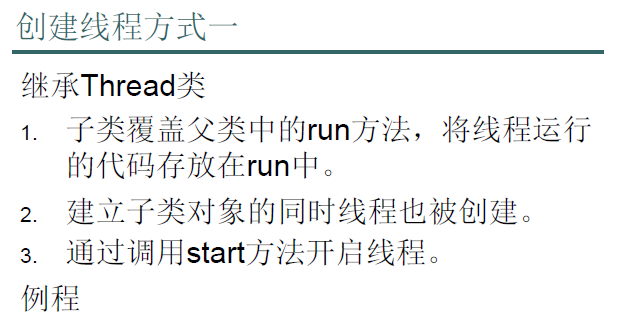 创建线程方式一
继承Thread类
1. 子类覆盖父类中的run方法，将线程运行
的代码存放在run中。
2. 建立子类对象的同时线程也被创建。
3. 通过调用start方法开启线程。
例程